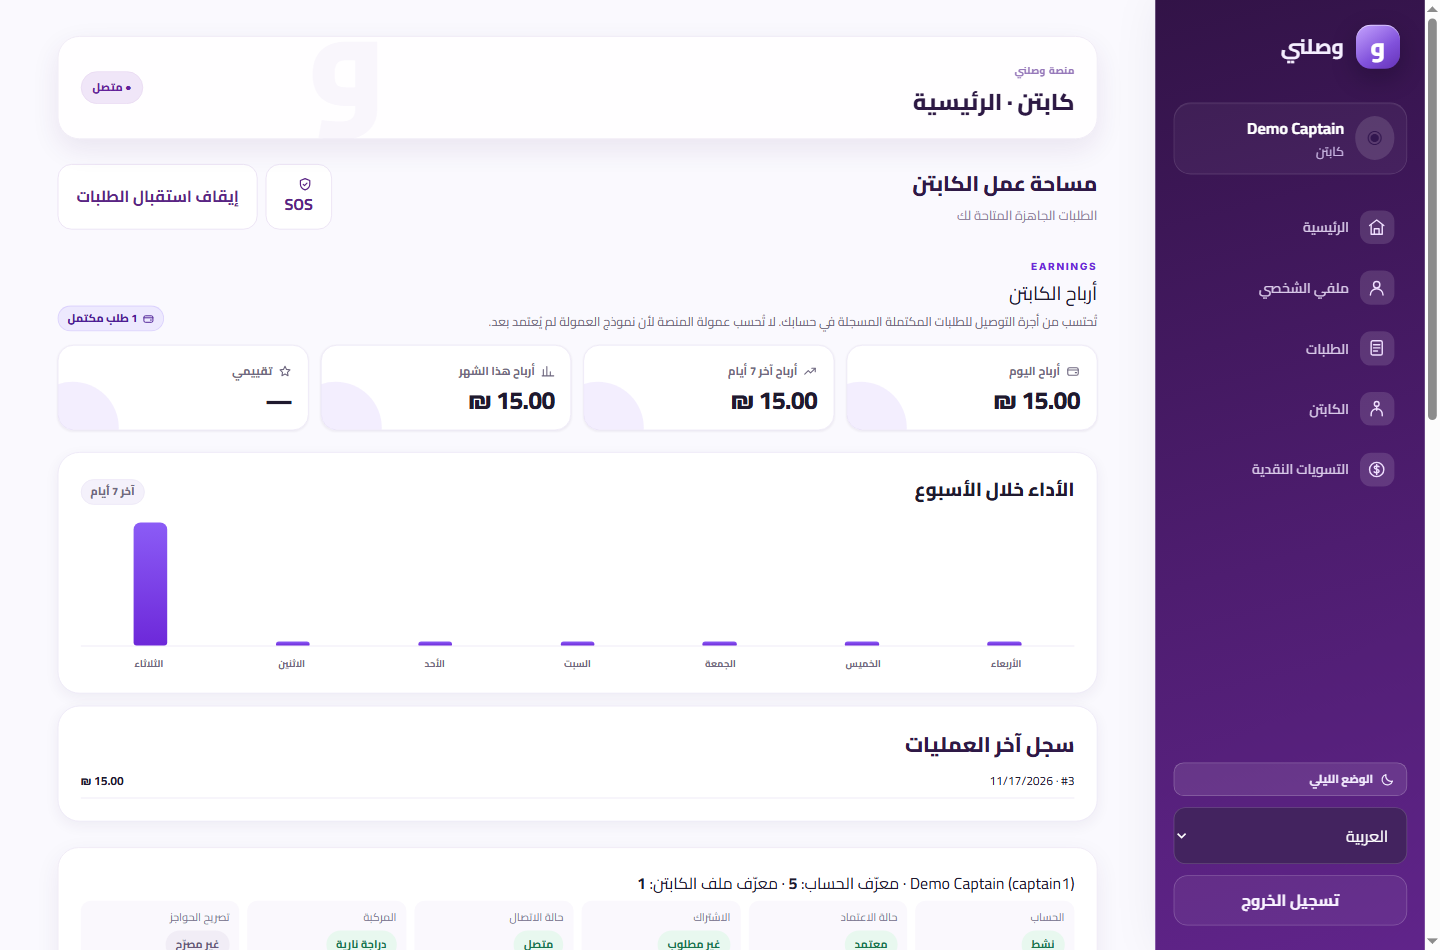 و
وصلني
Demo Captain
كابتن
الرئيسية
ملفي الشخصي
الطلبات
الكابتن
التسويات النقدية
الوضع الليلي
العربية
تسجيل الخروج
منصة وصلني
كابتن · الرئيسية
و
• متصل
مساحة عمل الكابتن
الطلبات الجاهزة المتاحة لك
SOS
إيقاف استقبال الطلبات
EARNINGS
أرباح الكابتن
تُحتسب من أجرة التوصيل للطلبات المكتملة المسجلة في حسابك. لا تُحسب عمولة المنصة لأن نموذج العمولة لم يُعتمد بعد.
1 طلب مكتمل
أرباح اليوم
15.00 ₪
أرباح آخر 7 أيام
15.00 ₪
أرباح هذا الشهر
15.00 ₪
تقييمي
—
الأداء خلال الأسبوع
آخر 7 أيام
الأربعاء
الخميس
الجمعة
السبت
الأحد
الاثنين
الثلاثاء
سجل آخر العمليات
#3 · 11/17/2026
15.00 ₪
Demo Captain (captain1) · معرّف الحساب: 5 · معرّف ملف الكابتن: 1
الحساب
نشط
حالة الاعتماد
معتمد
الاشتراك
غير مطلوب
حالة الاتصال
متصل
المركبة
دراجة نارية
تصريح الحواجز
غير مصرّح